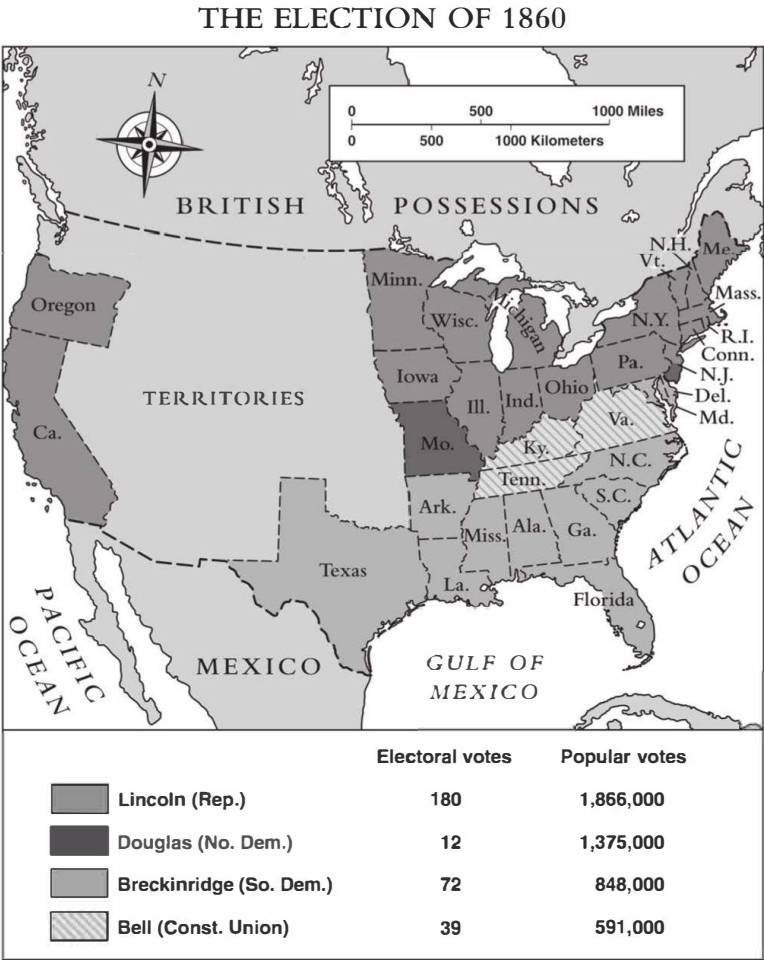 THE ELECTION OF 1860
N
0 500 1000 Miles
0 500 1000 Kilometers
BRITISH POSSESSIONS
N.H.
Me.
Vt.
Minn.
Mass.
Oregon
Michigan
Wisc.
N.Y.
R.I.
Conn.
Pa.
N.J.
Iowa
Ohio
Del.
TERRITORIES
Ill.
Ind.
Md.
Va.
Ca.
Mo.
Ky.
N.C.
Tenn.
S.C.
Ark.
Miss.
Ala.
Ga.
ATLANTIC
OCEAN
Texas
La.
Florida
PACIFIC
OCEAN
MEXICO
GULF OF
MEXICO
Electoral votes Popular votes
Lincoln (Rep.) 180 1,866,000
Douglas (No. Dem.) 12 1,375,000
Breckinridge (So. Dem.) 72 848,000
Bell (Const. Union) 39 591,000